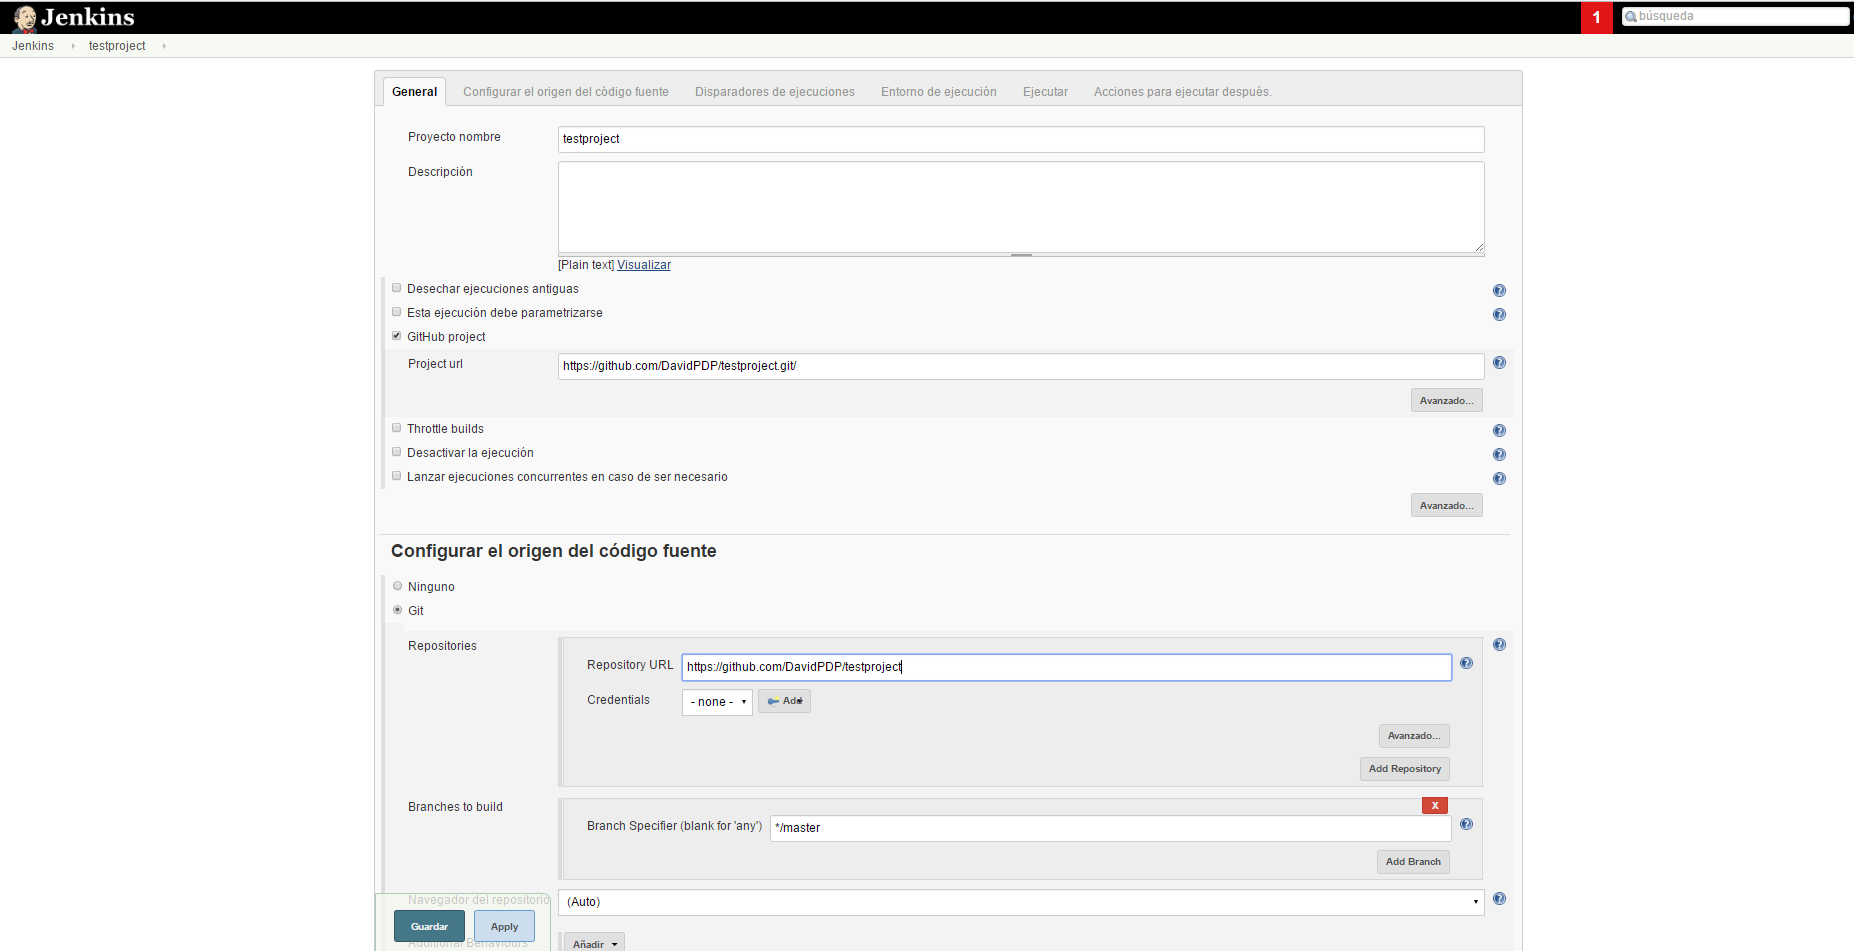 Jenkins
1
búsqueda
Jenkins
testproject
General
Configurar el origen del código fuente
Disparadores de ejecuciones
Entorno de ejecución
Ejecutar
Acciones para ejecutar después.
Proyecto nombre
testproject
Descripción
[Plain text] Visualizar
Desechar ejecuciones antiguas
Esta ejecución debe parametrizarse
GitHub project
Project url
https://github.com/DavidPDP/testproject.git/
Avanzado...
Throttle builds
Desactivar la ejecución
Lanzar ejecuciones concurrentes en caso de ser necesario
Avanzado...
Configurar el origen del código fuente
Ninguno
Git
Repositories
Repository URL
https://github.com/DavidPDP/testproject
Credentials
- none -
Add
Avanzado...
Add Repository
Branches to build
X
Branch Specifier (blank for 'any')
*/master
Add Branch
Navegador del repositorio
(Auto)
Guardar
Apply
Additional Behaviours
Añadir